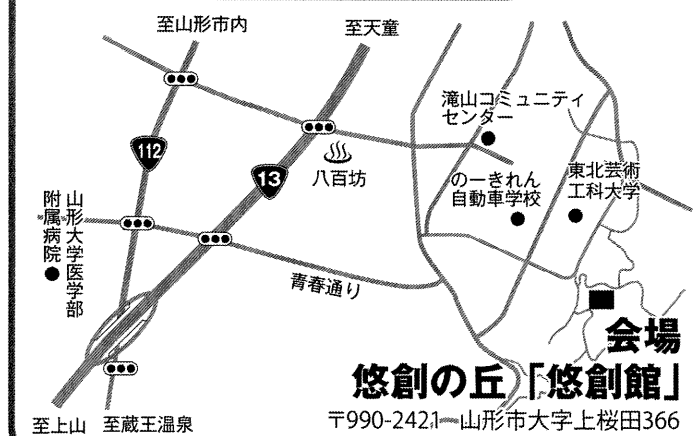 至山形市内
至天童
滝山コミュニティ
センター
112
13
八百坊
のーきれん
自動車学校
東北芸術
工科大学
山形大学医学部
附属病院
青春通り
会場
悠創の丘「悠創館」
〒990-2421 山形市大字上桜田366
至上山
至蔵王温泉